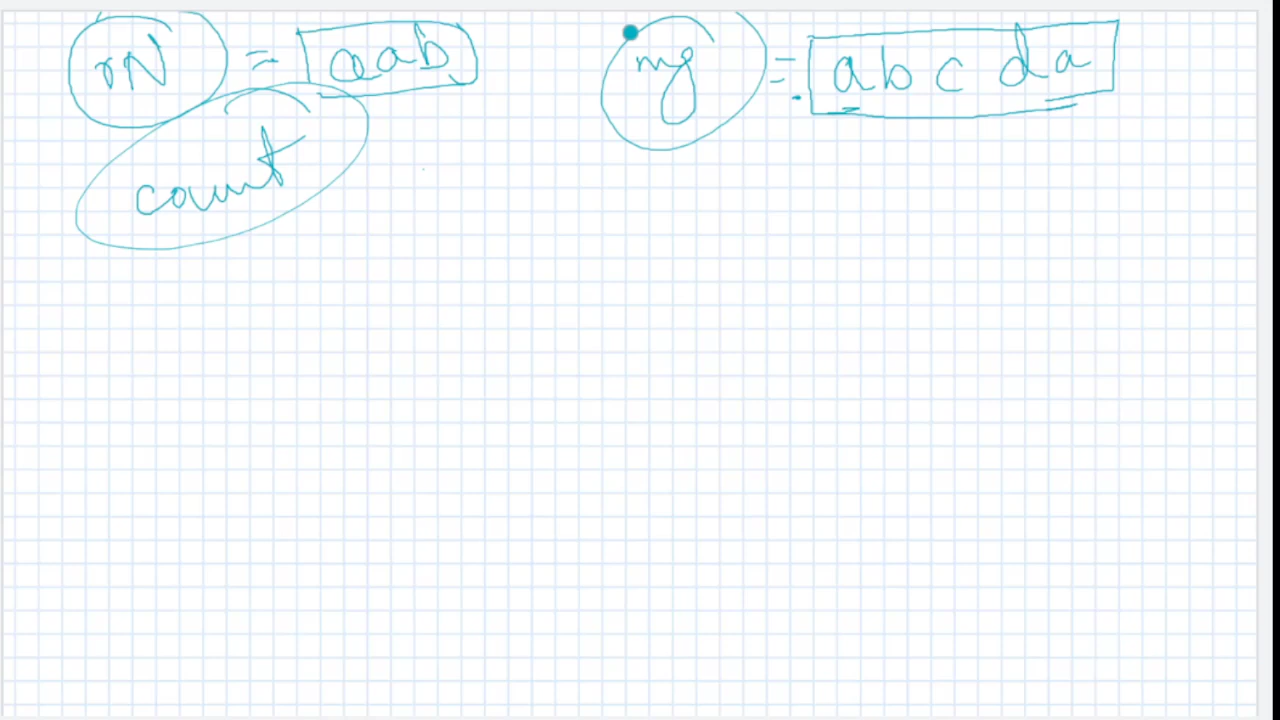 rN = aab mg = abcda
count